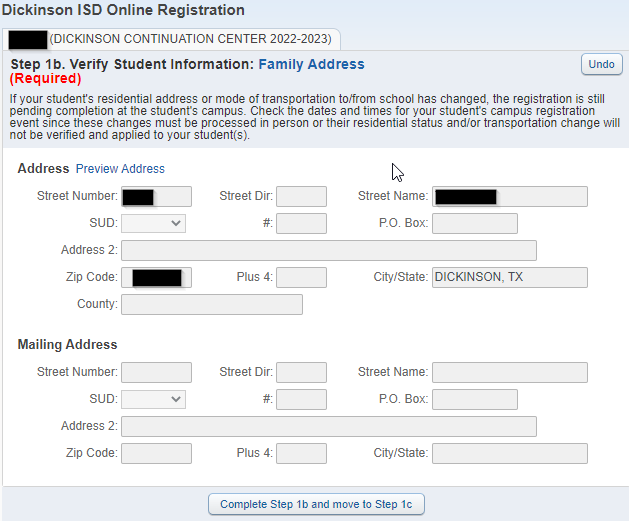 Dickinson ISD Online Registration
(DICKINSON CONTINUATION CENTER 2022-2023)
Step 1b. Verify Student Information: Family Address
(Required)
Undo
If your student's residential address or mode of transportation to/from school has changed, the registration is still
pending completion at the student's campus. Check the dates and times for your student's campus registration
event since these changes must be processed in person or their residential status and/or transportation change will
not be verified and applied to your student(s).
Address Preview Address
Street Number: Street Dir: Street Name:
SUD: #: P.O. Box:
Address 2:
Zip Code: Plus 4: City/State: DICKINSON, TX
County:
Mailing Address
Street Number: Street Dir: Street Name:
SUD: #: P.O. Box:
Address 2:
Zip Code: Plus 4: City/State:
Complete Step 1b and move to Step 1c